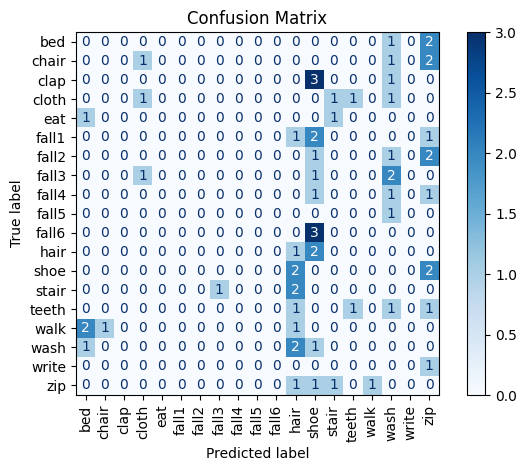 Confusion Matrix
bed 0 0 0 0 0 0 0 0 0 0 0 0 0 0 0 0 1 0 2
chair 0 0 0 1 0 0 0 0 0 0 0 0 0 0 0 0 1 0 2
clap 0 0 0 0 0 0 0 0 0 0 0 0 3 0 0 0 1 0 0
cloth 0 0 0 1 0 0 0 0 0 0 0 0 0 1 1 0 1 0 0
eat 1 0 0 0 0 0 0 0 0 0 0 0 0 1 0 0 0 0 0
fall1 0 0 0 0 0 0 0 0 0 0 0 1 2 0 0 0 0 0 1
fall2 0 0 0 0 0 0 0 0 0 0 0 0 1 0 0 0 1 0 2
fall3 0 0 0 1 0 0 0 0 0 0 0 0 1 0 0 0 2 0 0
fall4 0 0 0 0 0 0 0 0 0 0 0 0 1 0 0 0 1 0 1
fall5 0 0 0 0 0 0 0 0 0 0 0 0 0 0 0 0 1 0 0
fall6 0 0 0 0 0 0 0 0 0 0 0 0 3 0 0 0 0 0 0
hair 0 0 0 0 0 0 0 0 0 0 0 1 2 0 0 0 0 0 0
shoe 0 0 0 0 0 0 0 0 0 0 0 2 0 0 0 0 0 0 2
stair 0 0 0 0 0 0 0 1 0 0 0 2 0 0 0 0 0 0 0
teeth 0 0 0 0 0 0 0 0 0 0 0 1 0 0 1 0 1 0 1
walk 2 1 0 0 0 0 0 0 0 0 0 1 0 0 0 0 0 0 0
wash 1 0 0 0 0 0 0 0 0 0 0 2 1 0 0 0 0 0 0
write 0 0 0 0 0 0 0 0 0 0 0 0 0 0 0 0 0 0 1
zip 0 0 0 0 0 0 0 0 0 0 0 1 1 1 0 1 0 0 0
bed chair clap cloth eat fall1 fall2 fall3 fall4 fall5 fall6 hair shoe stair teeth walk wash write zip
Predicted label
True label
3.0
2.5
2.0
1.5
1.0
0.5
0.0